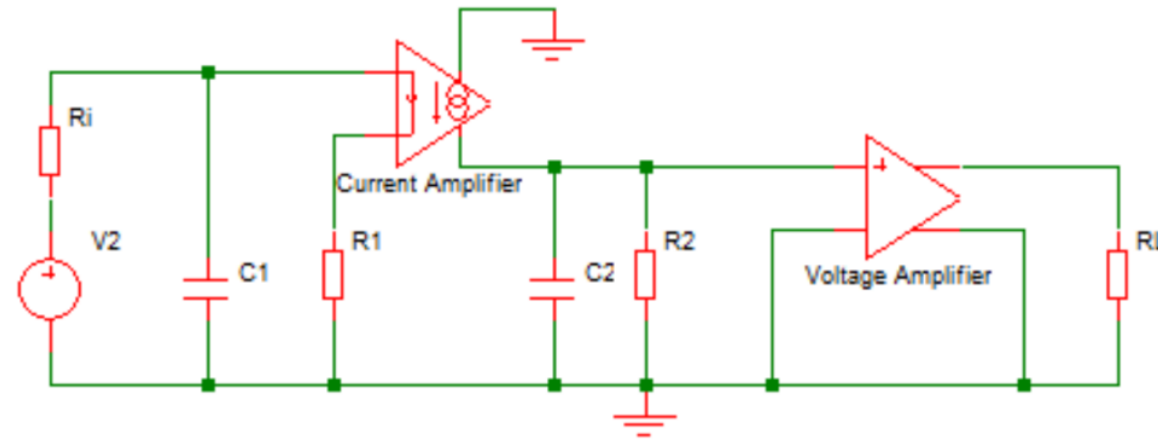 Ri
Current Amplifier
V2
R1
R2
C1
C2
Voltage Amplifier